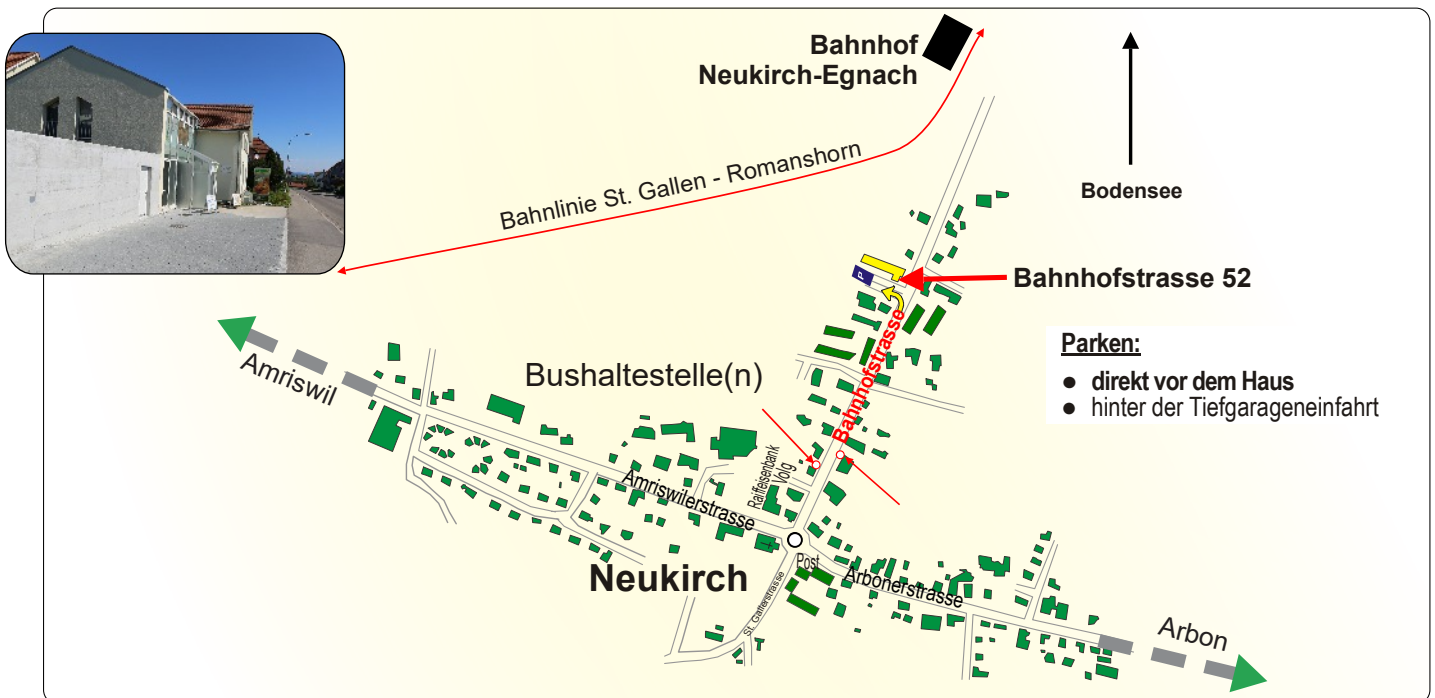 Bahnhof
Neukirch-Egnach
Bahnlinie St. Gallen - Romanshorn
Bodensee
P
Bahnhofstrasse 52
Bahnhofstrasse
Parken:
● direkt vor dem Haus
● hinter der Tiefgarageneinfahrt
Amriswil
Bushaltestelle(n)
Raiffeisenbank
Volg
Amriswilerstrasse
Neukirch
Post
Arbonerstrasse
St. Gallerstrasse
Arbon